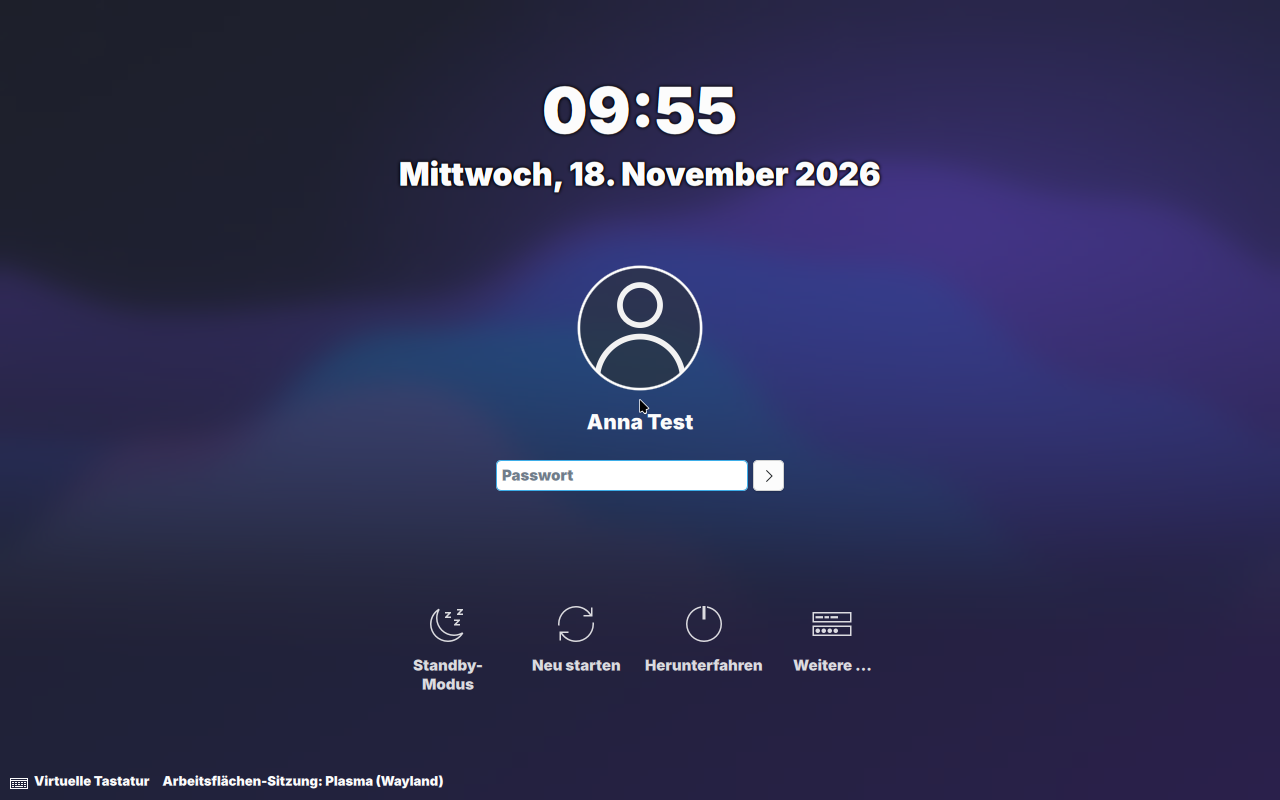 09:55
Mittwoch, 18. November 2026
Anna Test
Passwort
Standby-
Modus
Neu starten
Herunterfahren
Weitere …
Virtuelle Tastatur
Arbeitsflächen-Sitzung: Plasma (Wayland)